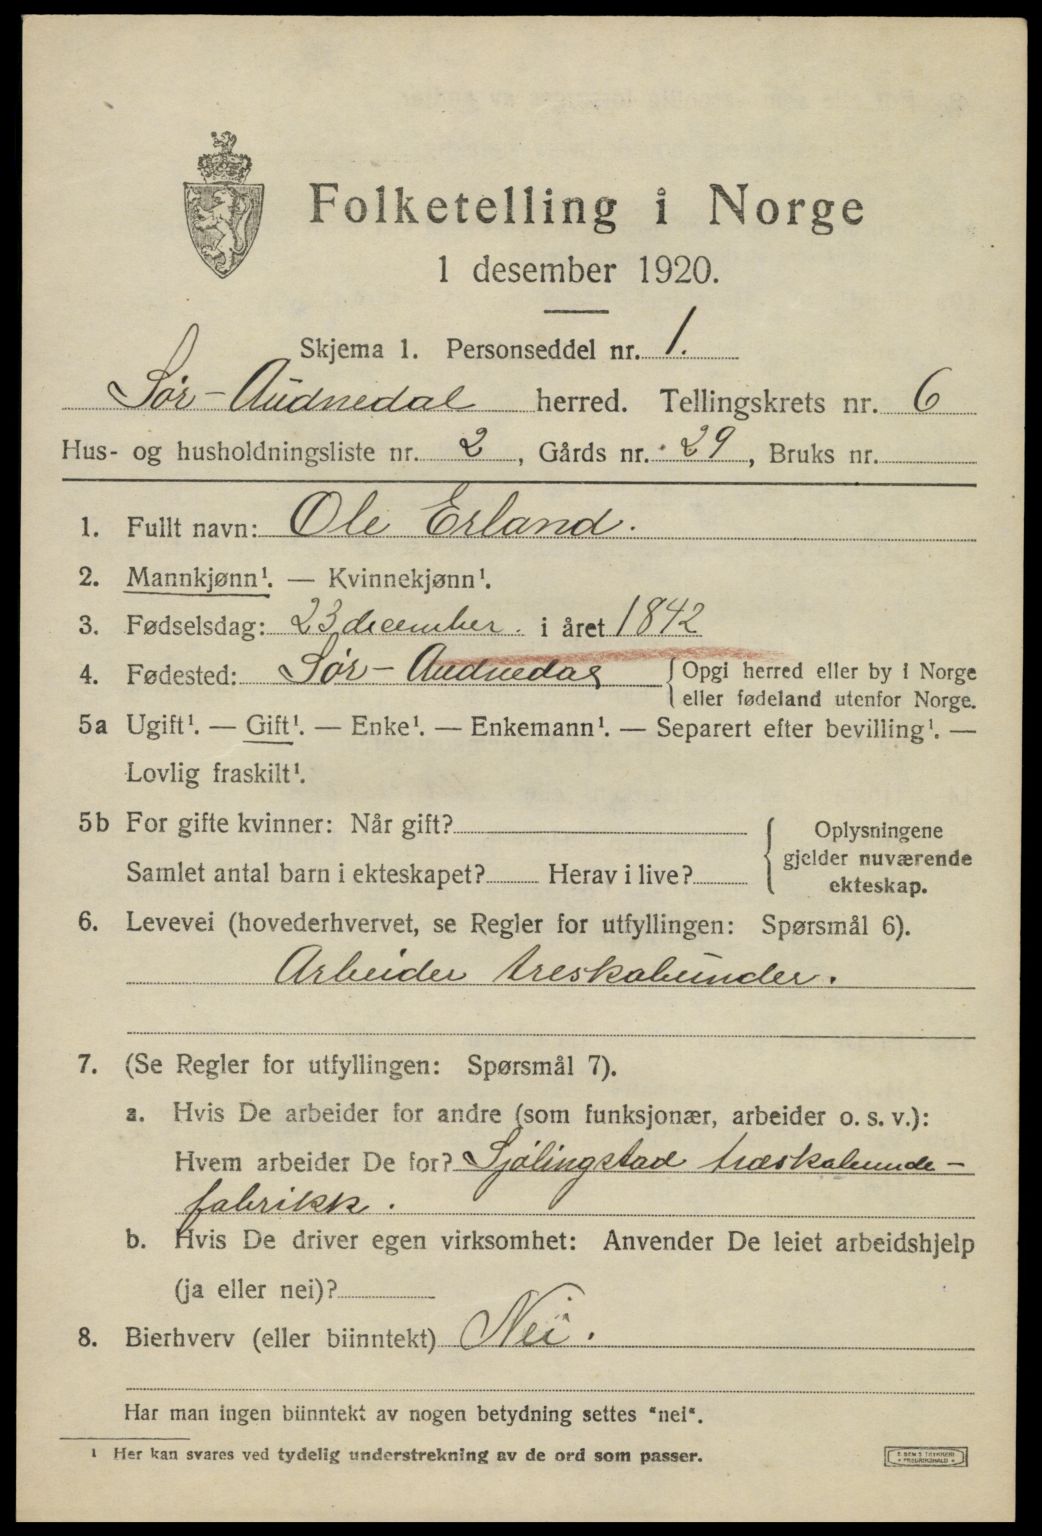 Folketelling i Norge
1 desember 1920.
Skjema 1. Personseddel nr. 1.
Sør-Audnedal herred. Tellingskrets nr. 6
Hus- og husholdningsliste nr. 2, Gårds nr. 29, Bruks nr.
1. Fullt navn: Ole Erland.
2. Mannkjønn¹. — Kvinnekjønn¹.
3. Fødselsdag: 23 december. i året 1842
4. Fødested: Sør-Audnedal { Opgi herred eller by i Norge
eller fødeland utenfor Norge.
5a Ugift¹. — Gift¹. — Enke¹. — Enkemann¹. — Separert efter bevilling¹. —
Lovlig fraskilt¹.
5b For gifte kvinner: Når gift?
Samlet antal barn i ekteskapet? Herav i live?
{ Oplysningene
gjelder nuværende
ekteskap.
6. Levevei (hovederhvervet, se Regler for utfyllingen: Spørsmål 6).
Arbeider treskobunder.
7. (Se Regler for utfyllingen: Spørsmål 7).
a. Hvis De arbeider for andre (som funksjonær, arbeider o. s. v.):
Hvem arbeider De for? Sjølingstad træskobunde-
fabrikk.
b. Hvis De driver egen virksomhet: Anvender De leiet arbeidshjelp
(ja eller nei)?
8. Bierhverv (eller biinntekt) Nei.
Har man ingen biinntekt av nogen betydning settes "nei".
¹ Her kan svares ved tydelig understrekning av de ord som passer.